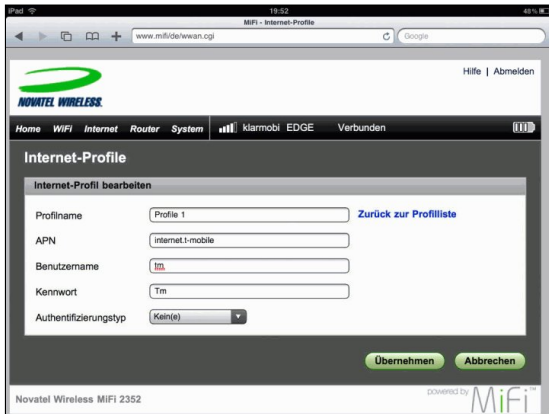 iPad 19:52 48%
MiFi - Internet-Profile
www.mifi/de/wwan.cgi Google
Hilfe | Abmelden
NOVATEL WIRELESS.
Home WiFi Internet Router System klarmobi EDGE Verbunden
Internet-Profile
Internet-Profil bearbeiten
Profilname Profile 1 Zurück zur Profilliste
APN internet.t-mobile
Benutzername tm
Kennwort Tm
Authentifizierungstyp Kein(e)
Übernehmen Abbrechen
Novatel Wireless MiFi 2352 powered by MiFi™